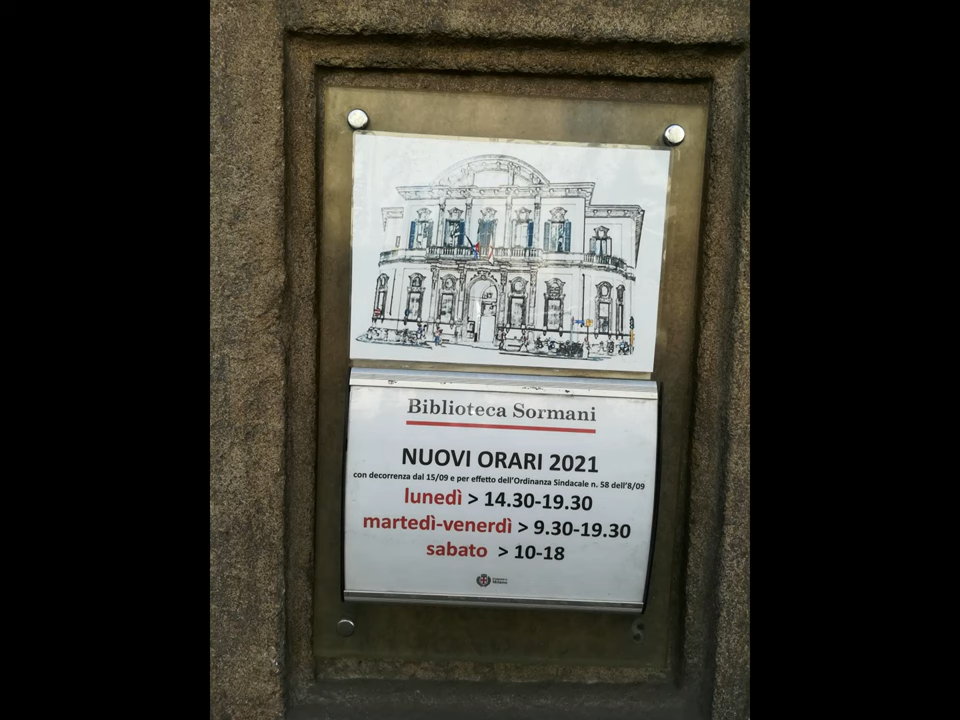 Biblioteca Sormani
NUOVI ORARI 2021
con decorrenza dal 15/09 e per effetto dell'Ordinanza Sindacale n. 58 dell'8/09
lunedì > 14.30-19.30
martedì-venerdì > 9.30-19.30
sabato > 10-18
Milano